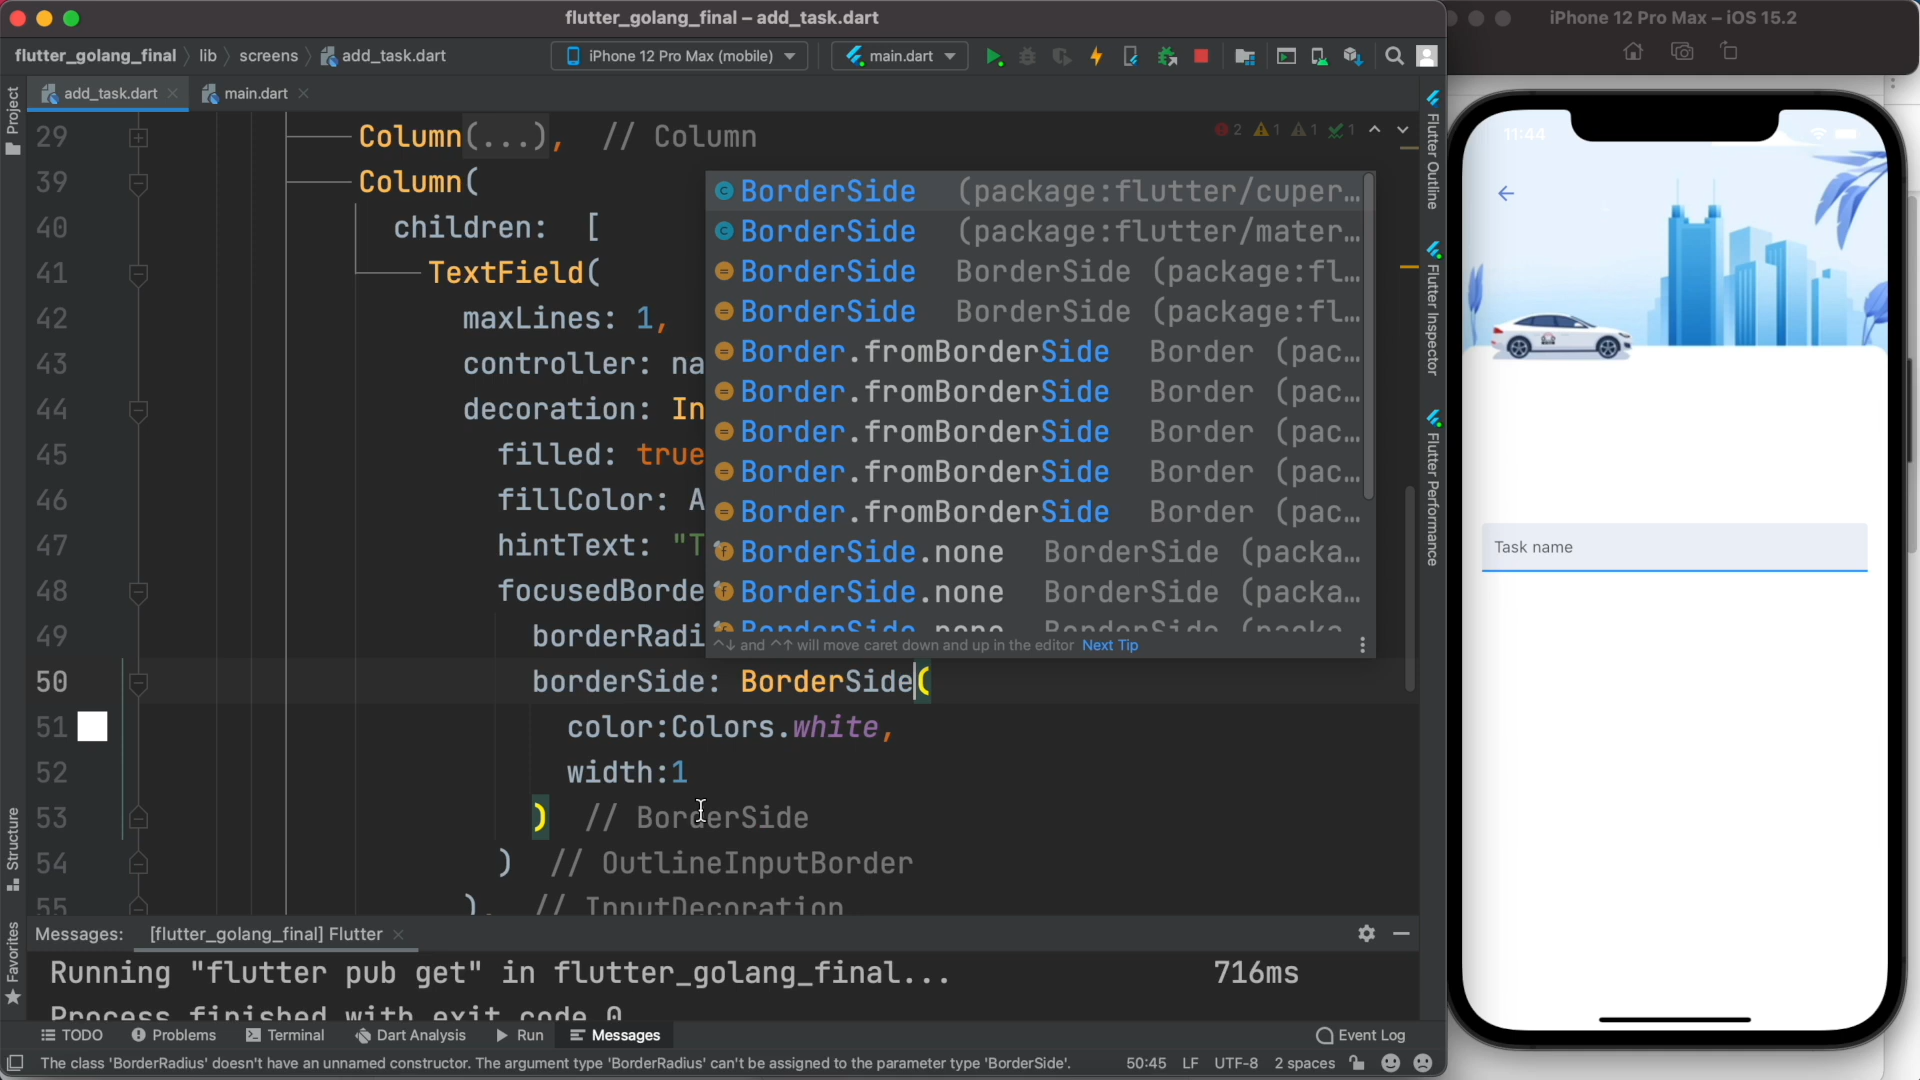 flutter_golang_final – add_task.dart
iPhone 12 Pro Max – iOS 15.2
flutter_golang_final
lib
screens
add_task.dart
iPhone 12 Pro Max (mobile)
main.dart
add_task.dart
main.dart
Project
Structure
Favorites
2 1 1 1
29 Column(...), // Column
39 Column(
40 children: [
41 TextField(
42 maxLines: 1,
43 controller: na
44 decoration: In
45 filled: true
46 fillColor: A
47 hintText: "T
48 focusedBorde
49 borderRadi
50 borderSide: BorderSide(
51 color:Colors.white,
52 width:1
53 ) // BorderSide
54 ) // OutlineInputBorder
55 ), // InputDecoration
BorderSide (package:flutter/cuper…
BorderSide (package:flutter/mater…
BorderSide BorderSide (package:fl…
BorderSide BorderSide (package:fl…
Border.fromBorderSide Border (pac…
Border.fromBorderSide Border (pac…
Border.fromBorderSide Border (pac…
Border.fromBorderSide Border (pac…
Border.fromBorderSide Border (pac…
BorderSide.none BorderSide (packa…
BorderSide.none BorderSide (packa…
BorderSide.none BorderSide (packa…
^↓ and ^↑ will move caret down and up in the editor Next Tip
Flutter Outline
Flutter Inspector
Flutter Performance
11:44
Task name
Messages: [flutter_golang_final] Flutter
Running "flutter pub get" in flutter_golang_final... 716ms
Process finished with exit code 0
TODO
Problems
Terminal
Dart Analysis
Run
Messages
Event Log
The class 'BorderRadius' doesn't have an unnamed constructor. The argument type 'BorderRadius' can't be assigned to the parameter type 'BorderSide'. 50:45 LF UTF-8 2 spaces